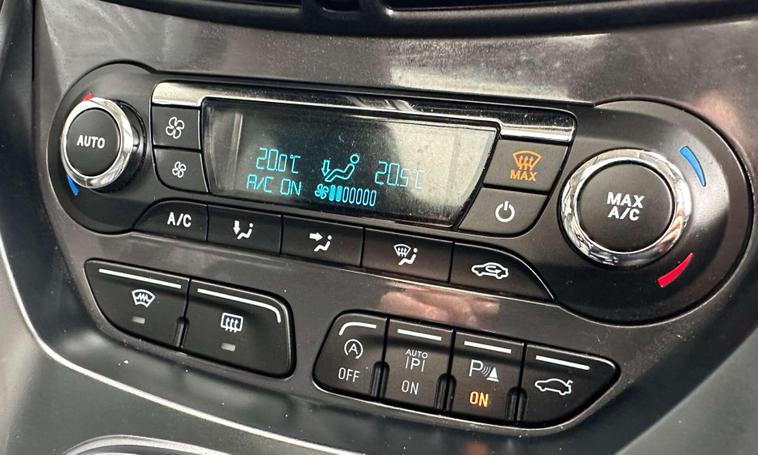 AUTO
20.0°C
20.5°C
A/C ON
MAX
MAX
A/C
A/C
A
OFF
AUTO
P
ON
P
ON